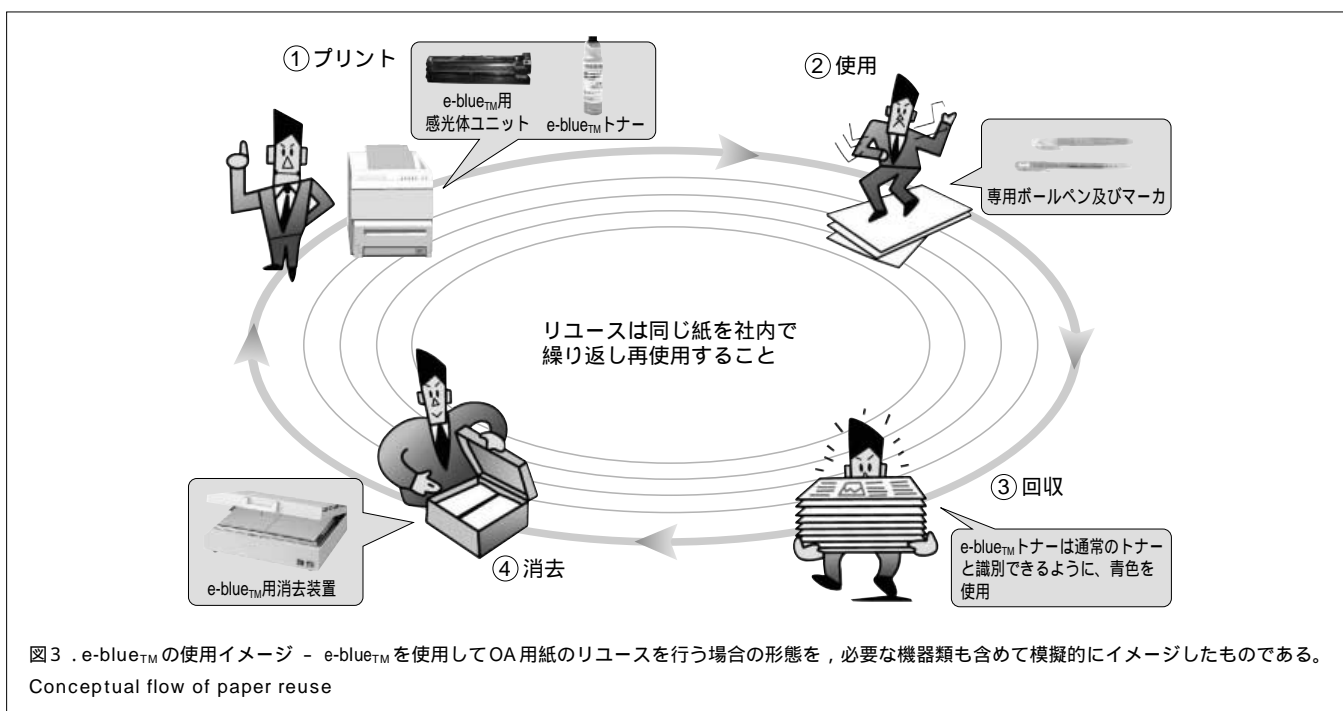 ①プリント
e-blue™用
感光体ユニット
e-blue™トナー
②使用
専用ボールペン及びマーカ
リユースは同じ紙を社内で
繰り返し再使用すること
③回収
e-blue™トナーは通常のトナー
と識別できるように、青色を
使用
④消去
e-blue™用消去装置
図3．e-blue™の使用イメージ － e-blue™を使用してOA用紙のリユースを行う場合の形態を，必要な機器類も含めて模擬的にイメージしたものである。
Conceptual flow of paper reuse